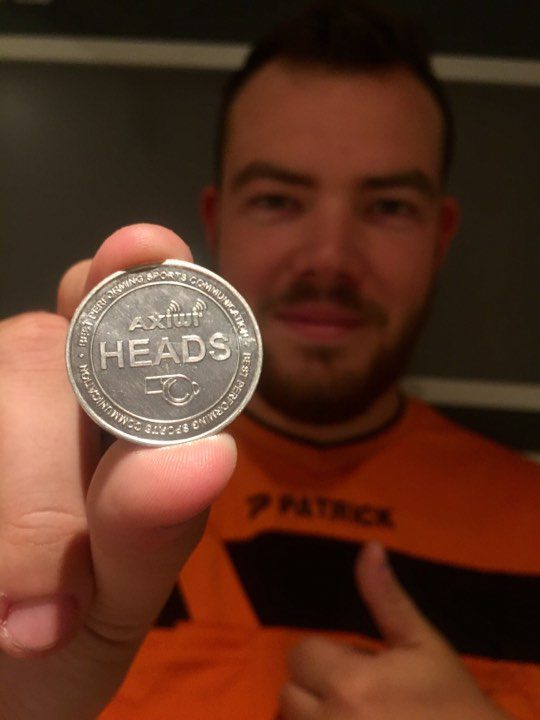 BEST PERFORMING SPORTS COMMUNICATION • BEST PERFORMING SPORTS COMMUNICATION •
AXIWI
HEADS
PATRICK